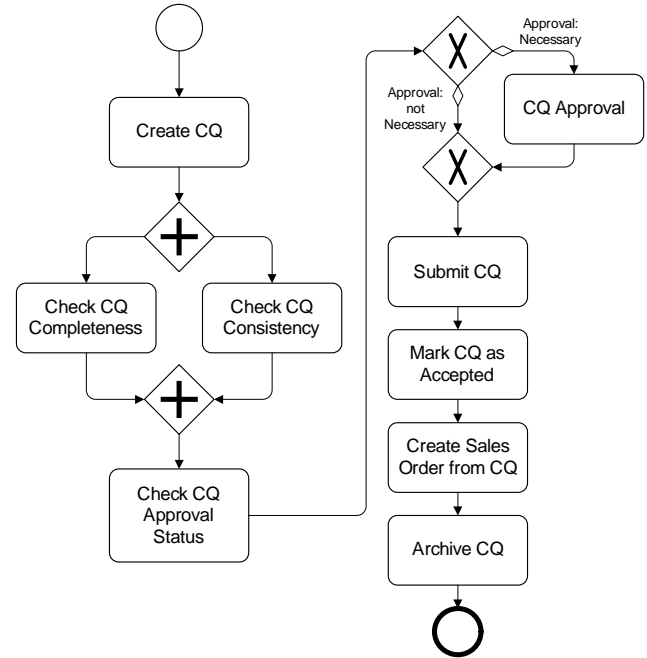 Create CQ
Check CQ
Completeness
Check CQ
Consistency
Check CQ
Approval
Status
Approval:
Necessary
Approval:
not
Necessary
X
CQ Approval
X
Submit CQ
Mark CQ as
Accepted
Create Sales
Order from CQ
Archive CQ